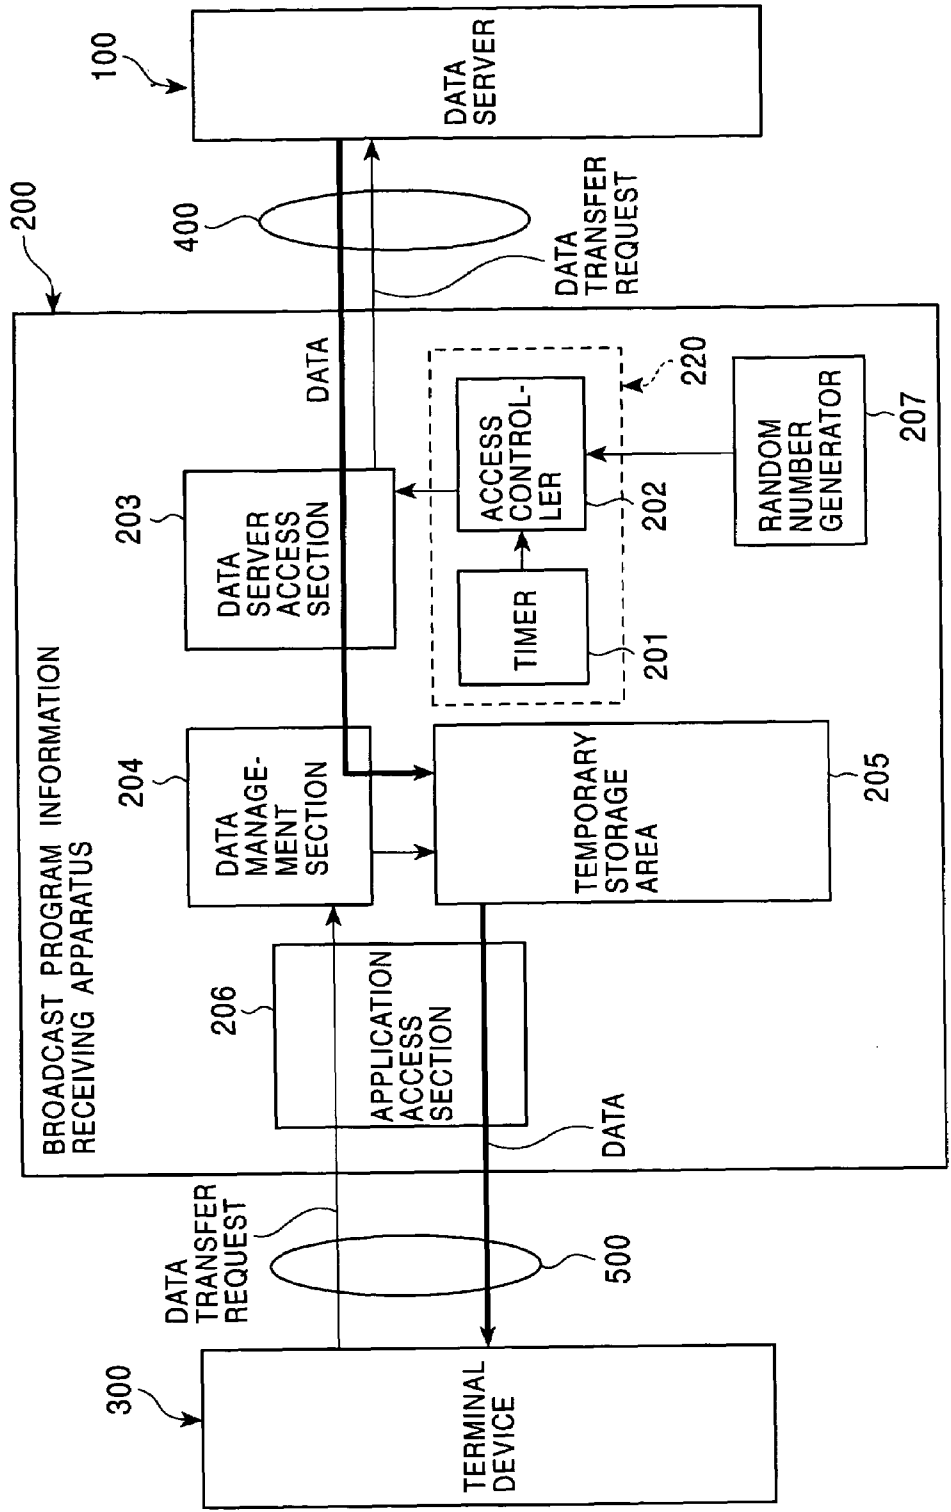 BROADCAST PROGRAM INFORMATION
RECEIVING APPARATUS
200
300
TERMINAL
DEVICE
DATA
TRANSFER
REQUEST
500
206
APPLICATION
ACCESS
SECTION
DATA
204
DATA
MANAGE-
MENT
SECTION
TEMPORARY
STORAGE
AREA
205
203
DATA
SERVER
ACCESS
SECTION
DATA
TIMER
201
ACCESS
CONTROL-
LER
202
220
RANDOM
NUMBER
GENERATOR
207
400
DATA
TRANSFER
REQUEST
100
DATA
SERVER